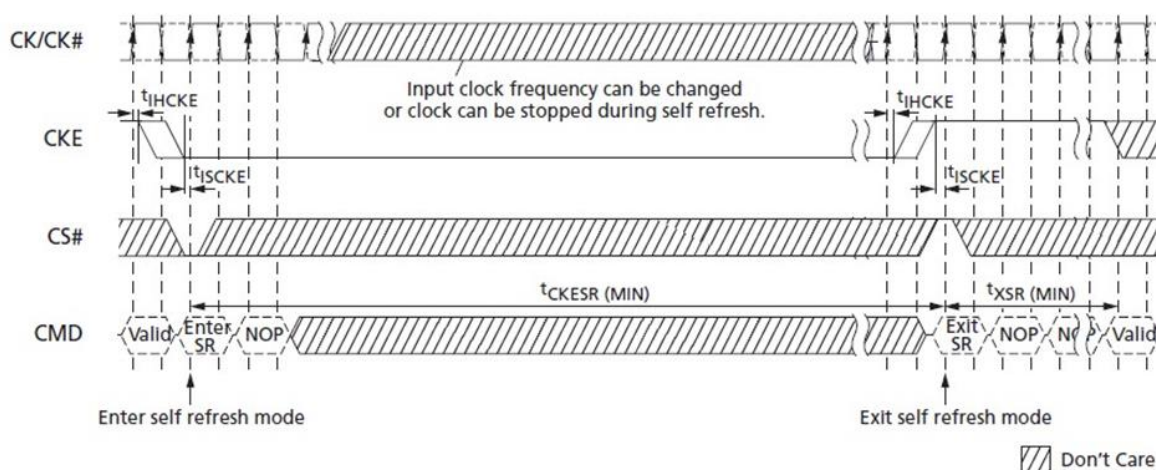 CK/CK#
Input clock frequency can be changed
or clock can be stopped during self refresh.
tIHCKE
tIHCKE
CKE
tISCKE
tISCKE
CS#
tCKESR (MIN)
tXSR (MIN)
CMD
Valid
Enter
SR
NOP
Exit
SR
NOP
NOP
Valid
Enter self refresh mode
Exit self refresh mode
Don't Care